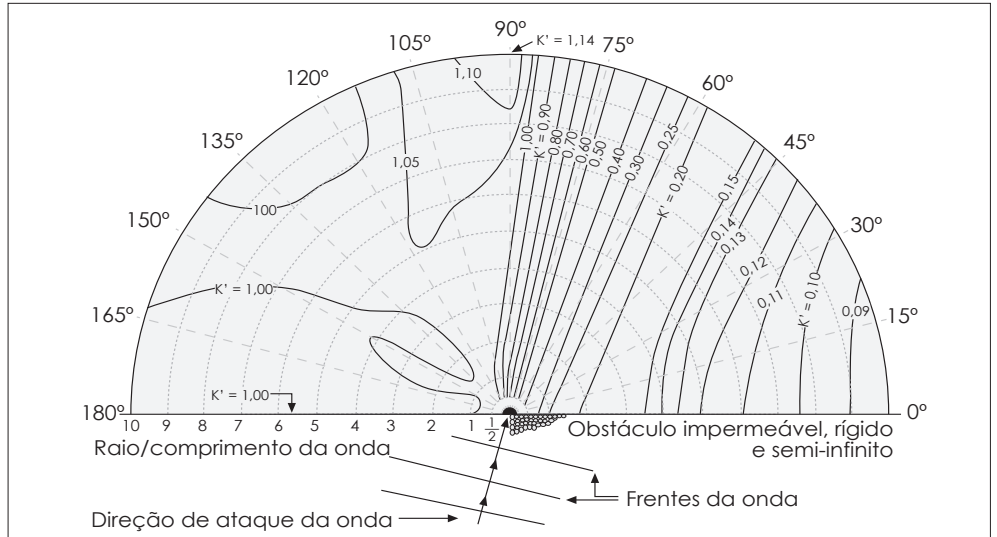 90º
K' = 1,14
105º
75º
120º
1,10
60º
135º
1,00
K' = 0,90
0,80
0,70
0,60
0,50
0,40
0,30
0,25
K' = 0,20
45º
1,05
0,15
150º
100
0,14
0,13
30º
0,12
165º
K' = 1,00
0,11
K' = 0,10
0,09
15º
K' = 1,00
180º
0º
10 9 8 7 6 5 4 3 2 1 1/2
Raio/comprimento da onda
Obstáculo impermeável, rígido
e semi-infinito
Frentes da onda
Direção de ataque da onda